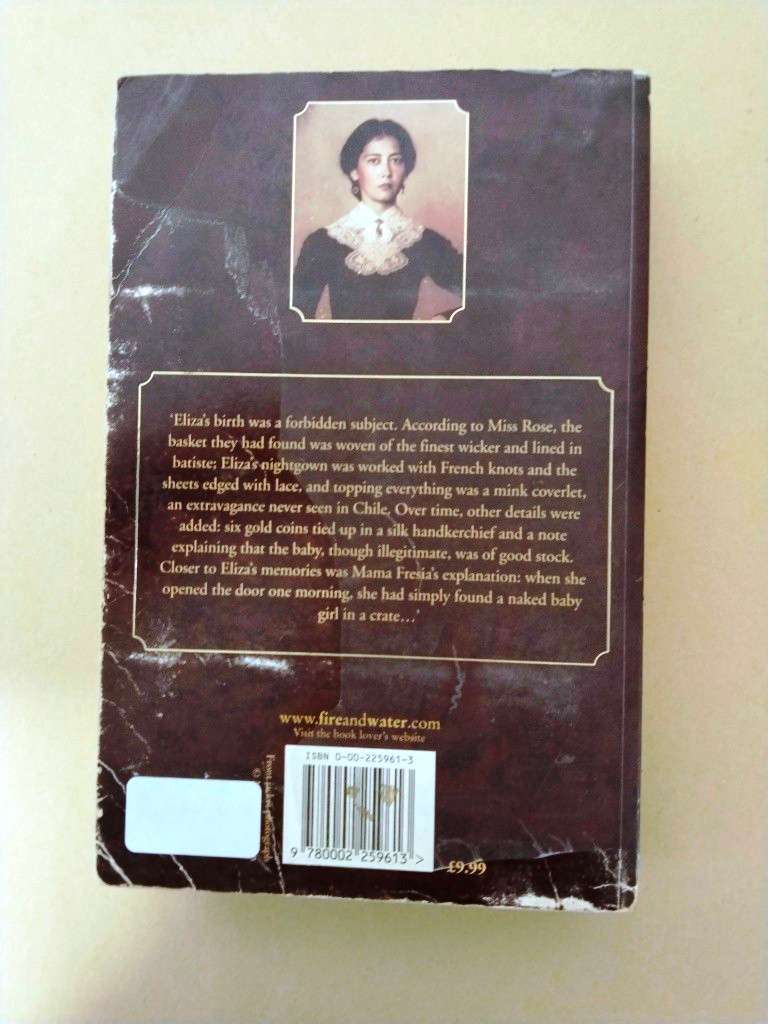 ‘Eliza's birth was a forbidden subject. According to Miss Rose, the
basket they had found was woven of the finest wicker and lined in
batiste; Eliza's nightgown was worked with French knots and the
sheets edged with lace, and topping everything was a mink coverlet,
an extravagance never seen in Chile. Over time, other details were
added: six gold coins tied up in a silk handkerchief and a note
explaining that the baby, though illegitimate, was of good stock.
Closer to Eliza's memories was Mama Fresia's explanation: when she
opened the door one morning, she had simply found a naked baby
girl in a crate…’
www.fireandwater.com
Visit the book lover's website
ISBN 0-00-225961-3
9 780002 259613 >
£9.99
Front jacket photograph
©